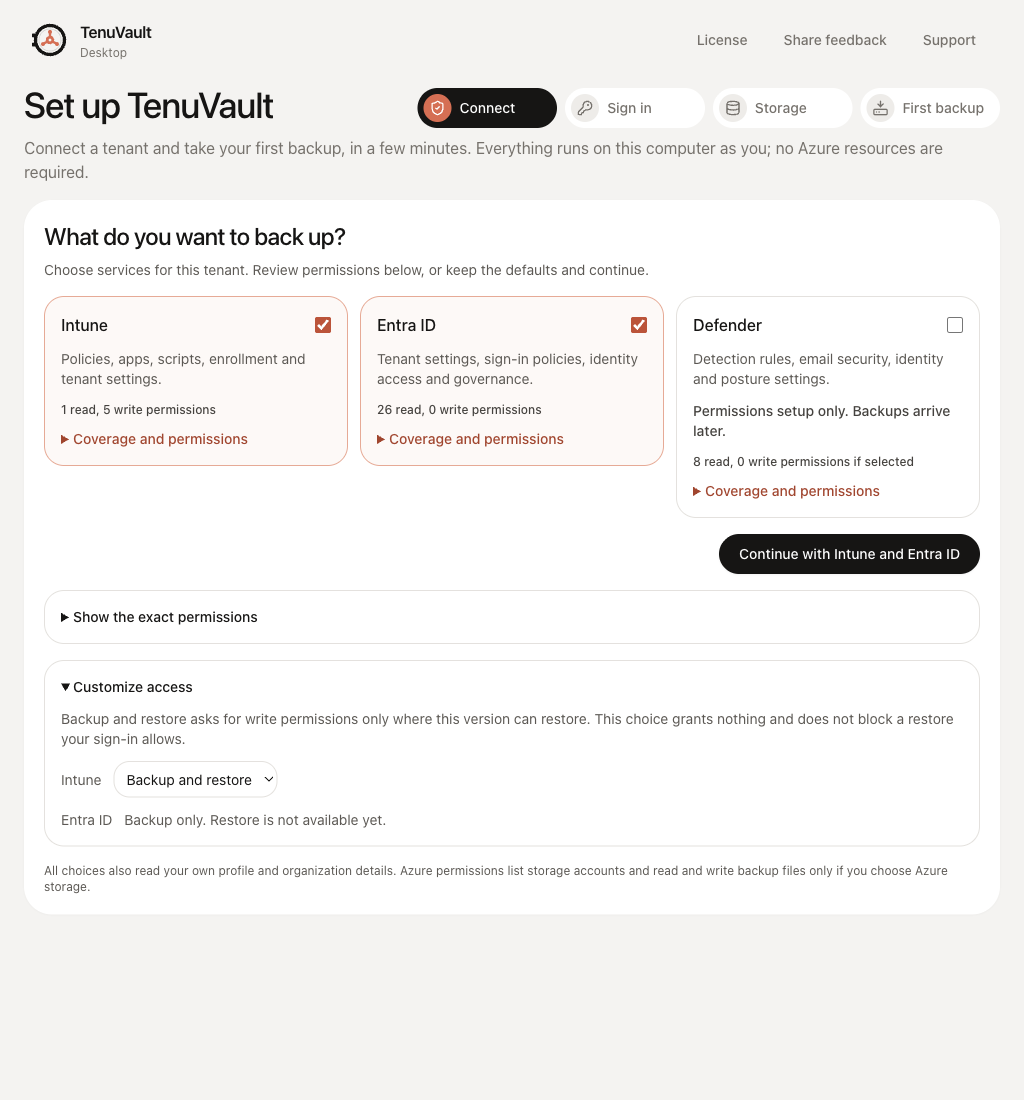 TenuVault
Desktop
License
Share feedback
Support
Set up TenuVault
Connect
Sign in
Storage
First backup
Connect a tenant and take your first backup, in a few minutes. Everything runs on this computer as you; no Azure resources are
required.
What do you want to back up?
Choose services for this tenant. Review permissions below, or keep the defaults and continue.
Intune
Policies, apps, scripts, enrollment and
tenant settings.
1 read, 5 write permissions
Coverage and permissions
Entra ID
Tenant settings, sign-in policies, identity
access and governance.
26 read, 0 write permissions
Coverage and permissions
Defender
Detection rules, email security, identity
and posture settings.
Permissions setup only. Backups arrive
later.
8 read, 0 write permissions if selected
Coverage and permissions
Continue with Intune and Entra ID
Show the exact permissions
Customize access
Backup and restore asks for write permissions only where this version can restore. This choice grants nothing and does not block a restore
your sign-in allows.
Intune
Backup and restore
Entra ID
Backup only. Restore is not available yet.
All choices also read your own profile and organization details. Azure permissions list storage accounts and read and write backup files only if you choose Azure
storage.